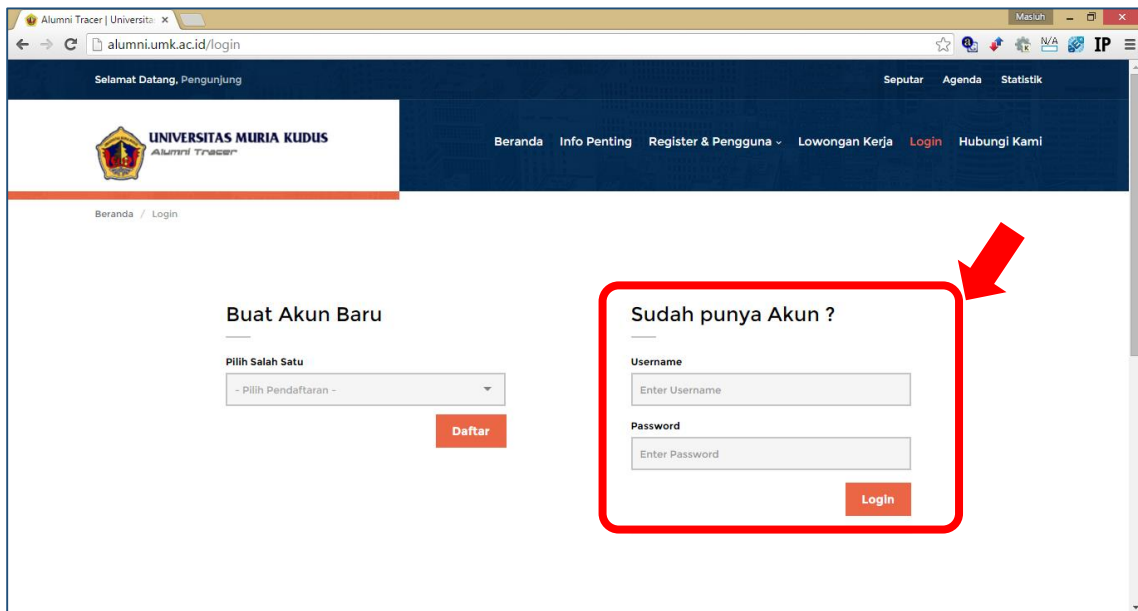 Alumni Tracer | Universita
Masluh
alumni.umk.ac.id/login
N/A
IP
Selamat Datang, Pengunjung
Seputar Agenda Statistik
UNIVERSITAS MURIA KUDUS
Alumni Tracer
Beranda Info Penting Register & Pengguna Lowongan Kerja Login Hubungi Kami
Beranda / Login
Buat Akun Baru
Pilih Salah Satu
- Pilih Pendaftaran -
Daftar
Sudah punya Akun ?
Username
Enter Username
Password
Enter Password
Login